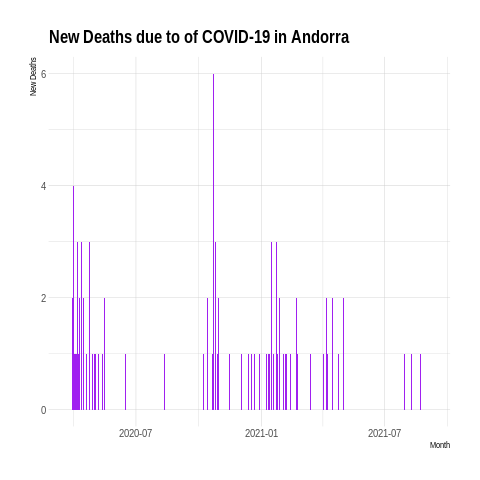 New Deaths due to of COVID-19 in Andorra
New Deaths
6
4
2
0
2020-07 2021-01 2021-07
Month